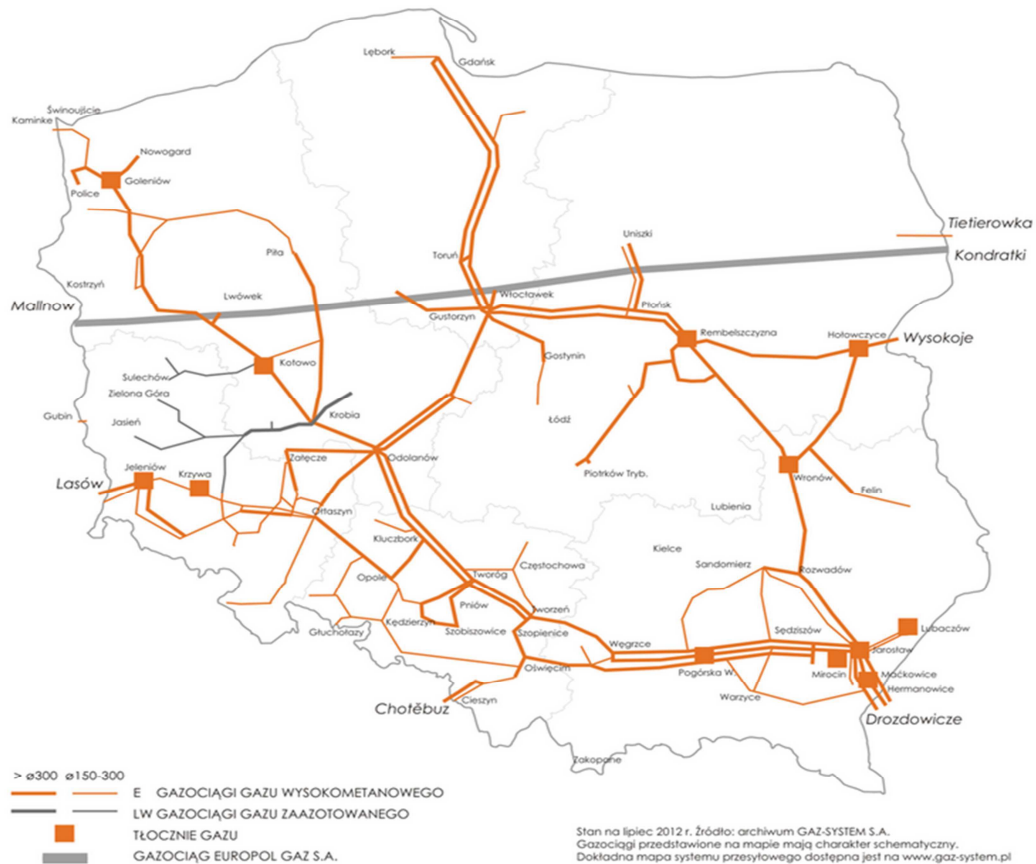 Lębork
Gdańsk
Świnoujście
Kaminke
Nowogard
Goleniów
Police
Tietierowka
Uniszki
Piła
Toruń
Kondratki
Kostrzyń
Lwówek
Włocławek
Mallnow
Płońsk
Gustorzyn
Rembelszczyzna
Hołowczyce
Wysokoje
Gostynin
Kotowo
Sulechów
Zielona Góra
Gubin
Jasień
Krobia
Łódź
Załęcze
Odolanów
Jeleniów
Krzywa
Lasów
Piotrków Tryb.
Wronów
Felin
Lubienia
Ołtaszyn
Kluczbork
Kielce
Sandomierz
Rozwadów
Częstochowa
Opole
Tworóg
Pniów
Tworzeń
Kędzierzyn
Szobiszowice
Szopienice
Głuchołazy
Węgrzce
Sędziszów
Lubaczów
Jarosław
Oświęcim
Pogórska W.
Mirocin
Maćkowice
Hermanowice
Warzyce
Cieszyn
Chotěbuz
Drozdowicze
Zakopane
> ø300 ø150-300
E GAZOCIĄGI GAZU WYSOKOMETANOWEGO
LW GAZOCIĄGI GAZU ZAAZOTOWANEGO
TŁOCZNIE GAZU
GAZOCIĄG EUROPOL GAZ S.A.
Stan na lipiec 2012 r. Źródło: archiwum GAZ-SYSTEM S.A.
Gazociągi przedstawione na mapie mają charakter schematyczny.
Dokładna mapa systemu przesyłowego dostępna jest na www.gaz-system.pl